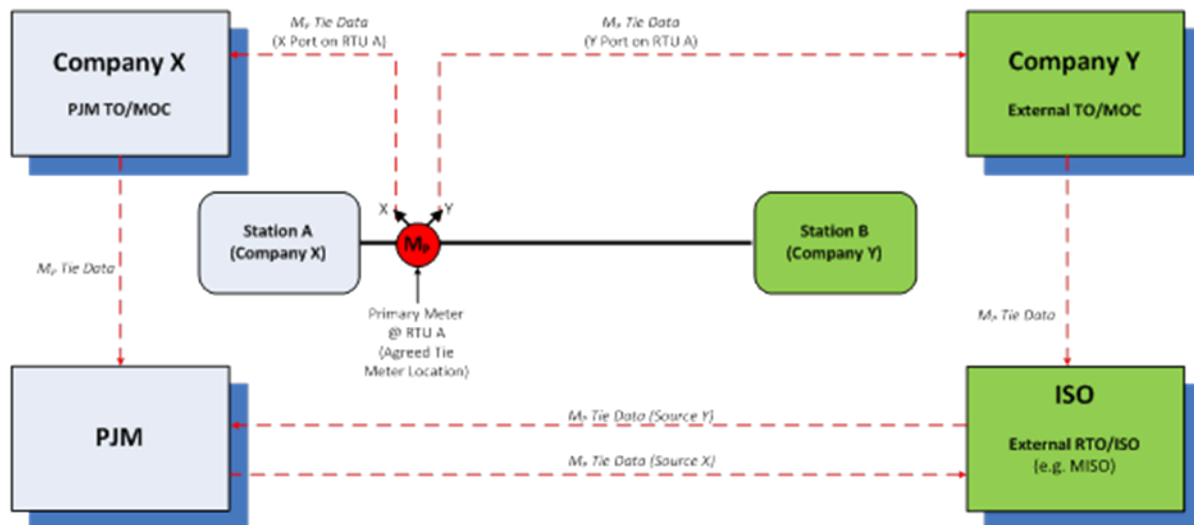 Mₚ Tie Data
(X Port on RTU A)
Mₚ Tie Data
(Y Port on RTU A)
Company X
PJM TO/MOC
Company Y
External TO/MOC
X
Y
Station A
(Company X)
Mₚ
Station B
(Company Y)
Mₚ Tie Data
Primary Meter
@ RTU A
(Agreed Tie
Meter Location)
Mₚ Tie Data
PJM
Mₚ Tie Data (Source Y)
Mₚ Tie Data (Source X)
ISO
External RTO/ISO
(e.g. MISO)